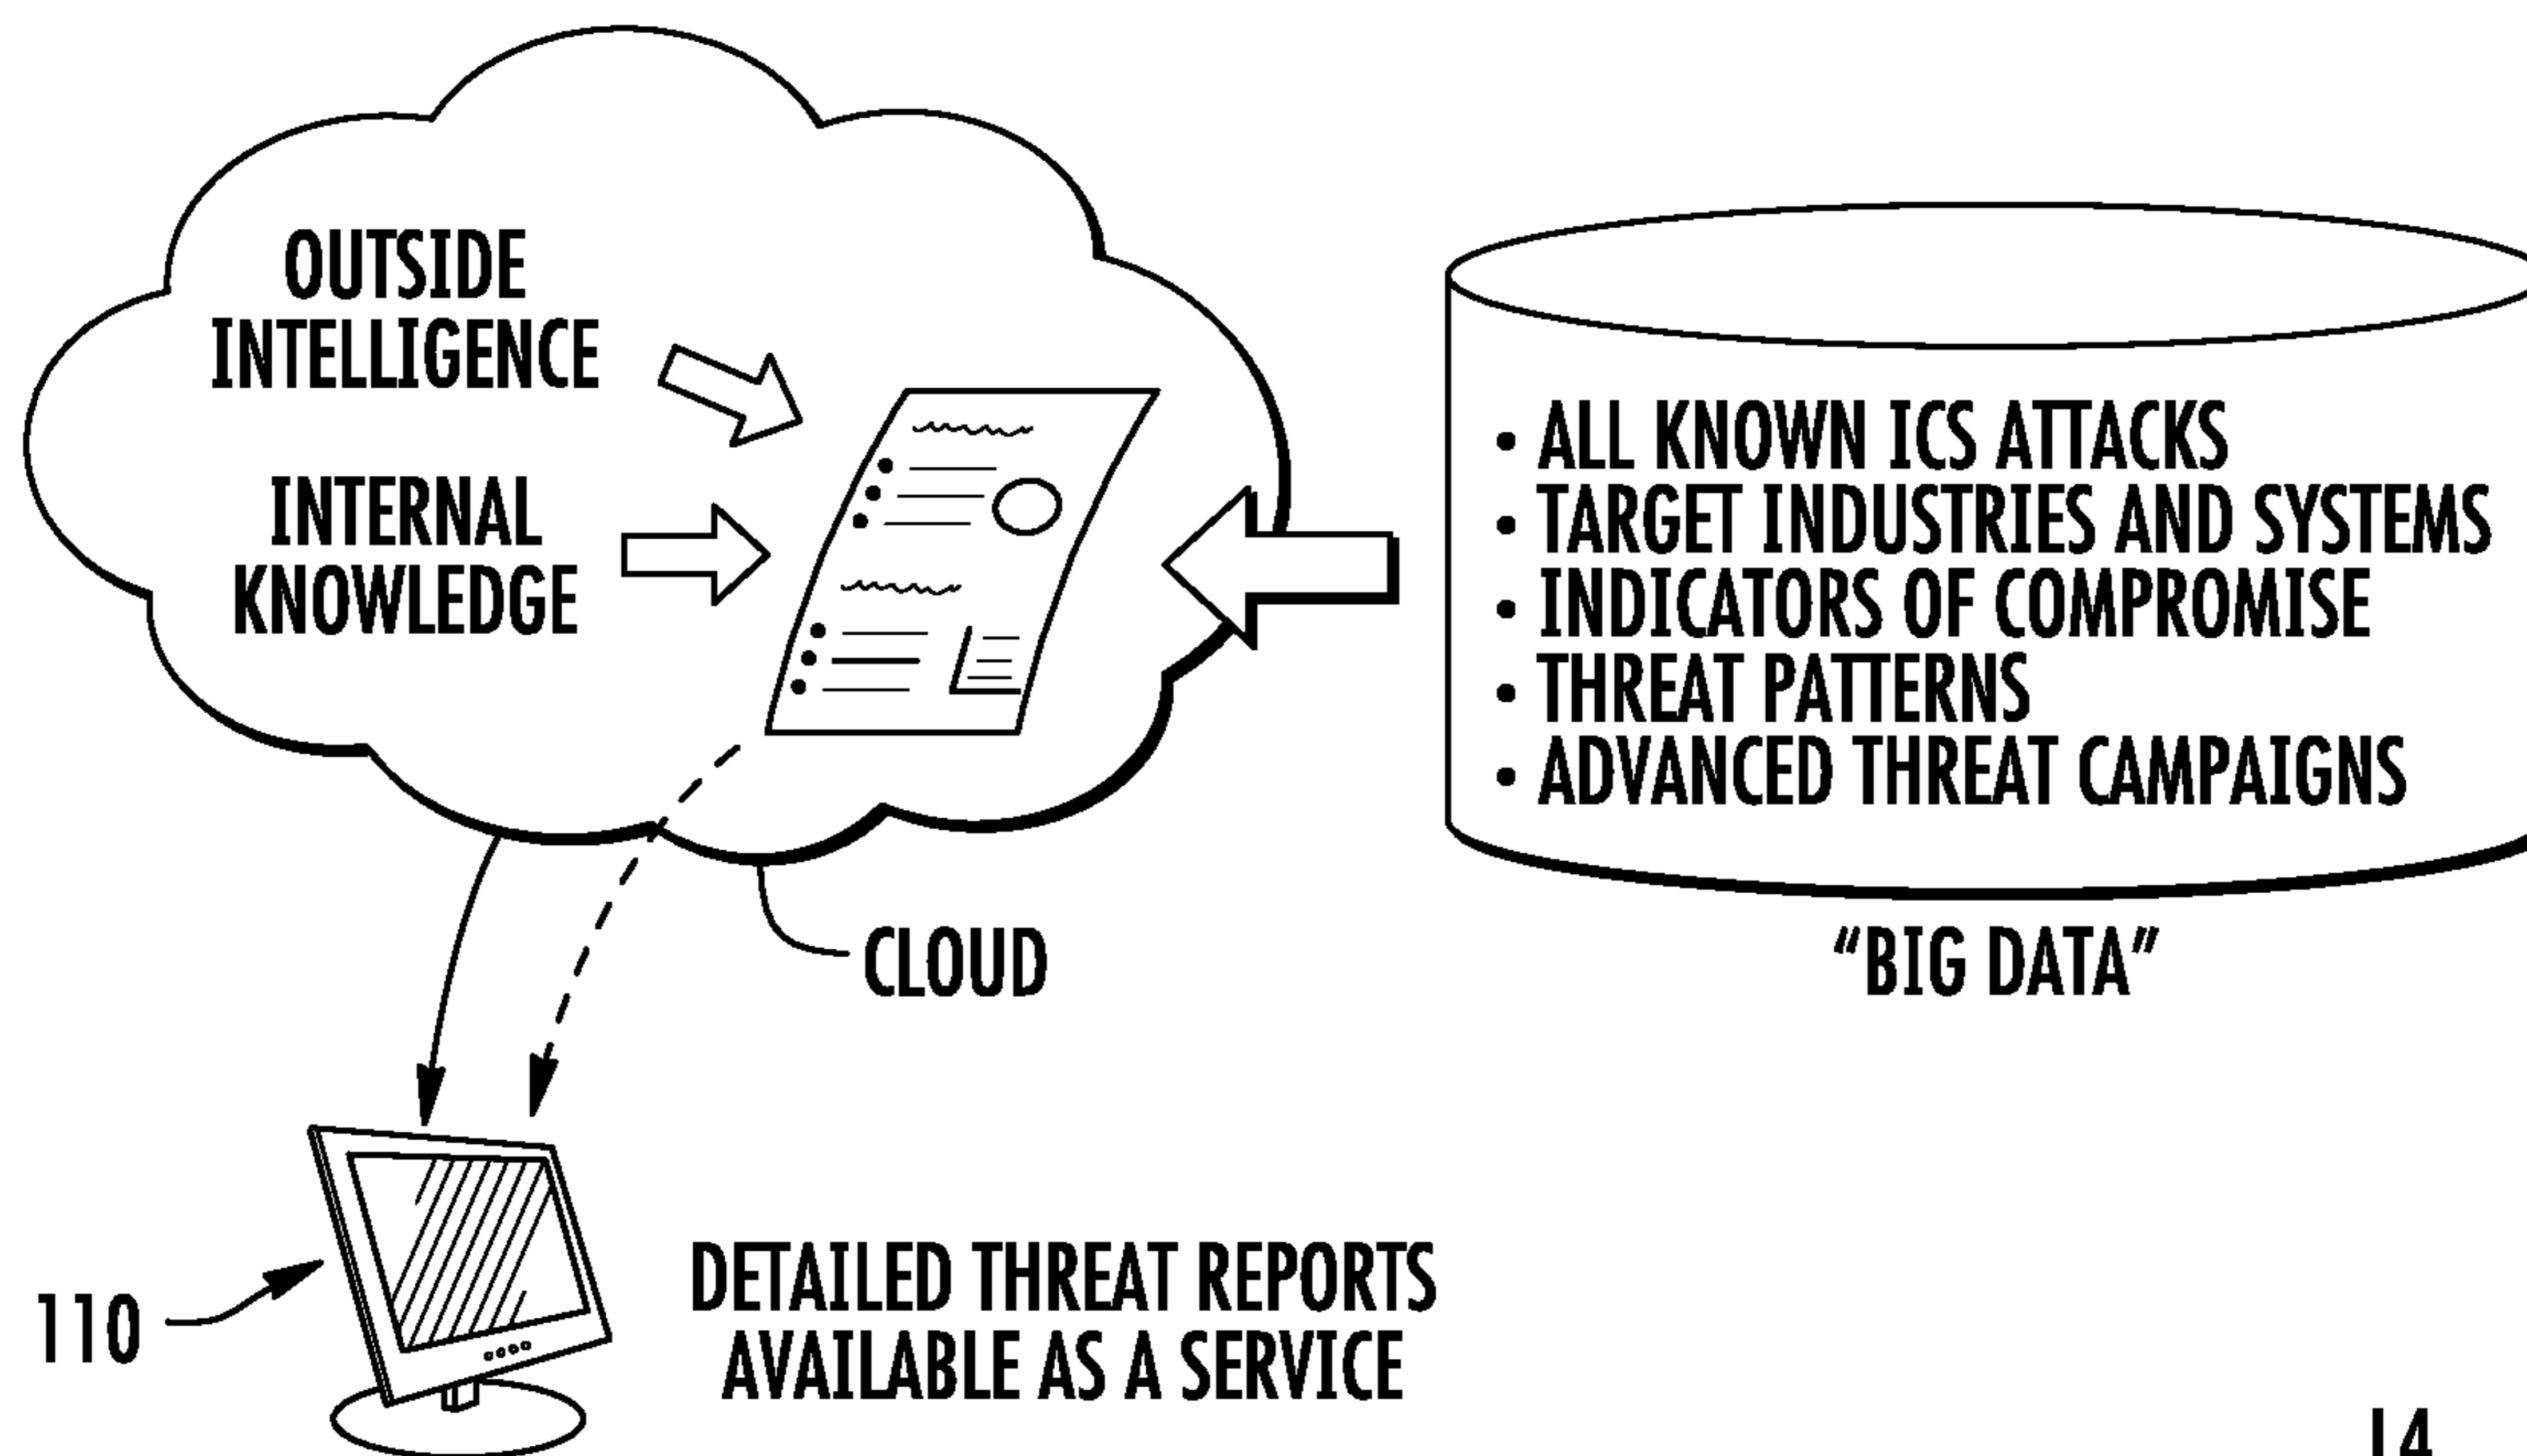 OUTSIDE
INTELLIGENCE
INTERNAL
KNOWLEDGE
• ALL KNOWN ICS ATTACKS
• TARGET INDUSTRIES AND SYSTEMS
• INDICATORS OF COMPROMISE
• THREAT PATTERNS
• ADVANCED THREAT CAMPAIGNS
CLOUD
“BIG DATA”
110
DETAILED THREAT REPORTS
AVAILABLE AS A SERVICE